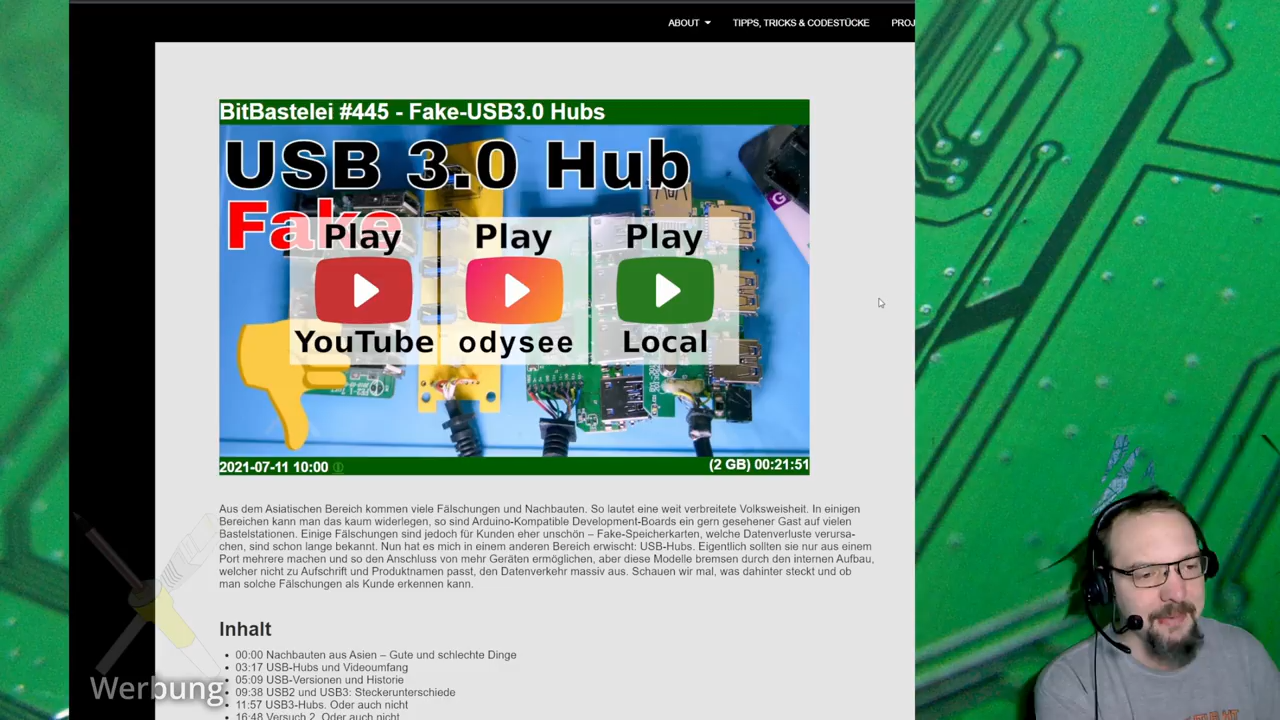 ABOUT TIPPS, TRICKS & CODESTÜCKE PROJ
BitBastelei #445 - Fake-USB3.0 Hubs
USB 3.0 Hub
Fake
Play Play Play
YouTube odysee Local
2021-07-11 10:00 (2 GB) 00:21:51
Aus dem Asiatischen Bereich kommen viele Fälschungen und Nachbauten. So lautet eine weit verbreitete Volksweisheit. In einigen
Bereichen kann man das kaum widerlegen, so sind Arduino-Kompatible Development-Boards ein gern gesehener Gast auf vielen
Bastelstationen. Einige Fälschungen sind jedoch für Kunden eher unschön – Fake-Speicherkarten, welche Datenverluste verursa-
chen, sind schon lange bekannt. Nun hat es mich in einem anderen Bereich erwischt: USB-Hubs. Eigentlich sollten sie nur aus einem
Port mehrere machen und so den Anschluss von mehr Geräten ermöglichen, aber diese Modelle bremsen durch den internen Aufbau,
welcher nicht zu Aufschrift und Produktnamen passt, den Datenverkehr massiv aus. Schauen wir mal, was dahinter steckt und ob
man solche Fälschungen als Kunde erkennen kann.
Inhalt
00:00 Nachbauten aus Asien – Gute und schlechte Dinge
03:17 USB-Hubs und Videoumfang
05:09 USB-Versionen und Historie
09:38 USB2 und USB3: Steckerunterschiede
11:57 USB3-Hubs. Oder auch nicht
16:48 Versuch 2. Oder auch nicht
Werbung